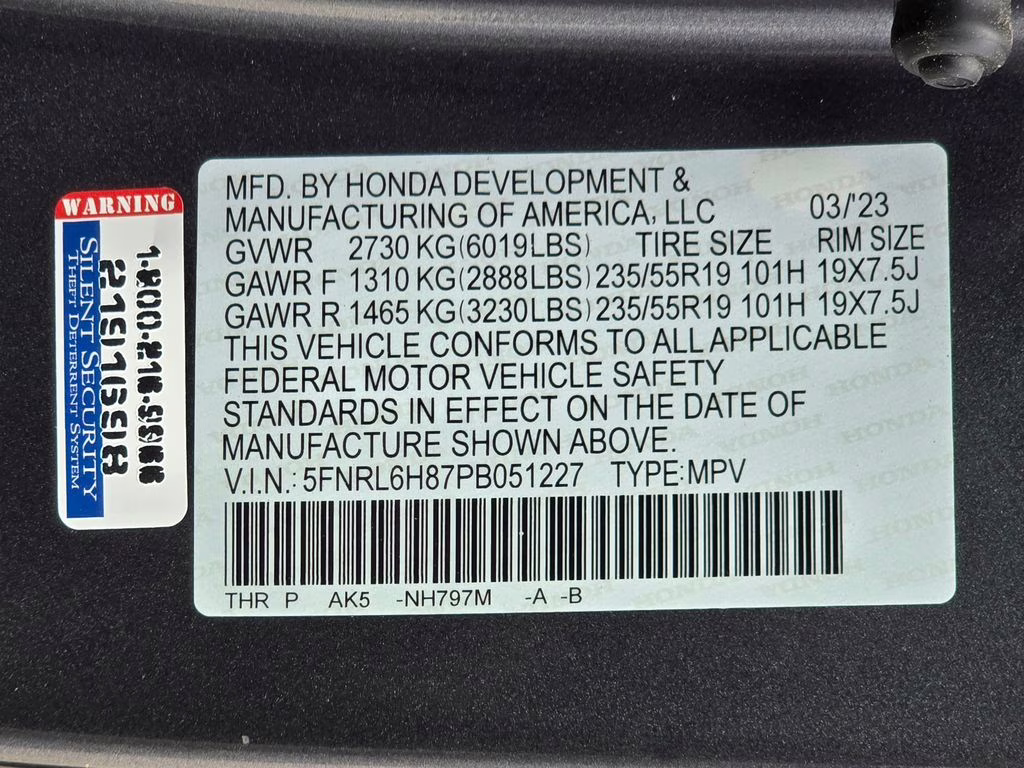 WARNING
SILENT SECURITY
THEFT DETERRENT SYSTEM
21591698
MFD. BY HONDA DEVELOPMENT &
MANUFACTURING OF AMERICA, LLC 03/'23
GVWR 2730 KG(6019LBS) TIRE SIZE RIM SIZE
GAWR F 1310 KG(2888LBS) 235/55R19 101H 19X7.5J
GAWR R 1465 KG(3230LBS) 235/55R19 101H 19X7.5J
THIS VEHICLE CONFORMS TO ALL APPLICABLE
FEDERAL MOTOR VEHICLE SAFETY
STANDARDS IN EFFECT ON THE DATE OF
MANUFACTURE SHOWN ABOVE.
V.I.N.: 5FNRL6H87PB051227 TYPE:MPV
THR P AK5 -NH797M -A -B